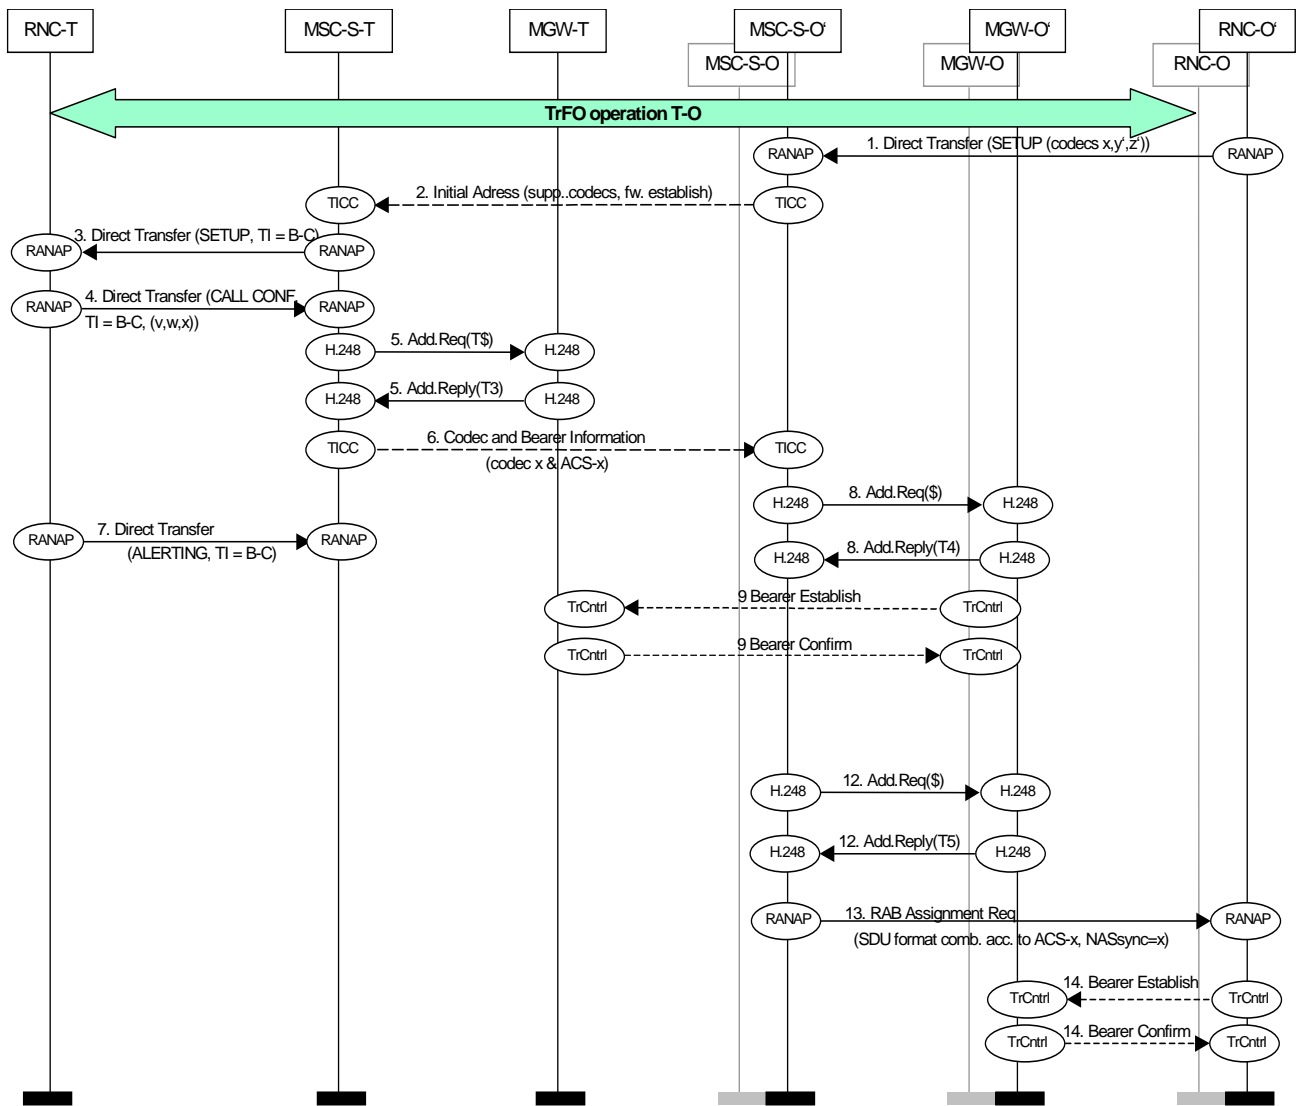 RNC-T
MSC-S-T
MGW-T
MSC-S-O'
MGW-O'
RNC-O'
MSC-S-O
MGW-O
RNC-O
TrFO operation T-O
RANAP
1. Direct Transfer (SETUP (codecs x,y',z'))
RANAP
TICC
2. Initial Adress (supp..codecs, fw. establish)
TICC
RANAP
3. Direct Transfer (SETUP, TI = B-C)
RANAP
RANAP
4. Direct Transfer (CALL CONF,
TI = B-C, (v,w,x))
RANAP
H.248
5. Add.Req(T$)
H.248
H.248
5. Add.Reply(T3)
H.248
TICC
6. Codec and Bearer Information
(codec x & ACS-x)
TICC
H.248
8. Add.Req($)
H.248
RANAP
7. Direct Transfer
(ALERTING, TI = B-C)
RANAP
H.248
8. Add.Reply(T4)
H.248
TrCntrl
9 Bearer Establish
TrCntrl
TrCntrl
9 Bearer Confirm
TrCntrl
H.248
12. Add.Req($)
H.248
H.248
12. Add.Reply(T5)
H.248
RANAP
13. RAB Assignment Req
(SDU format comb. acc. to ACS-x, NASsync=x)
RANAP
TrCntrl
14. Bearer Establish
TrCntrl
TrCntrl
14. Bearer Confirm
TrCntrl